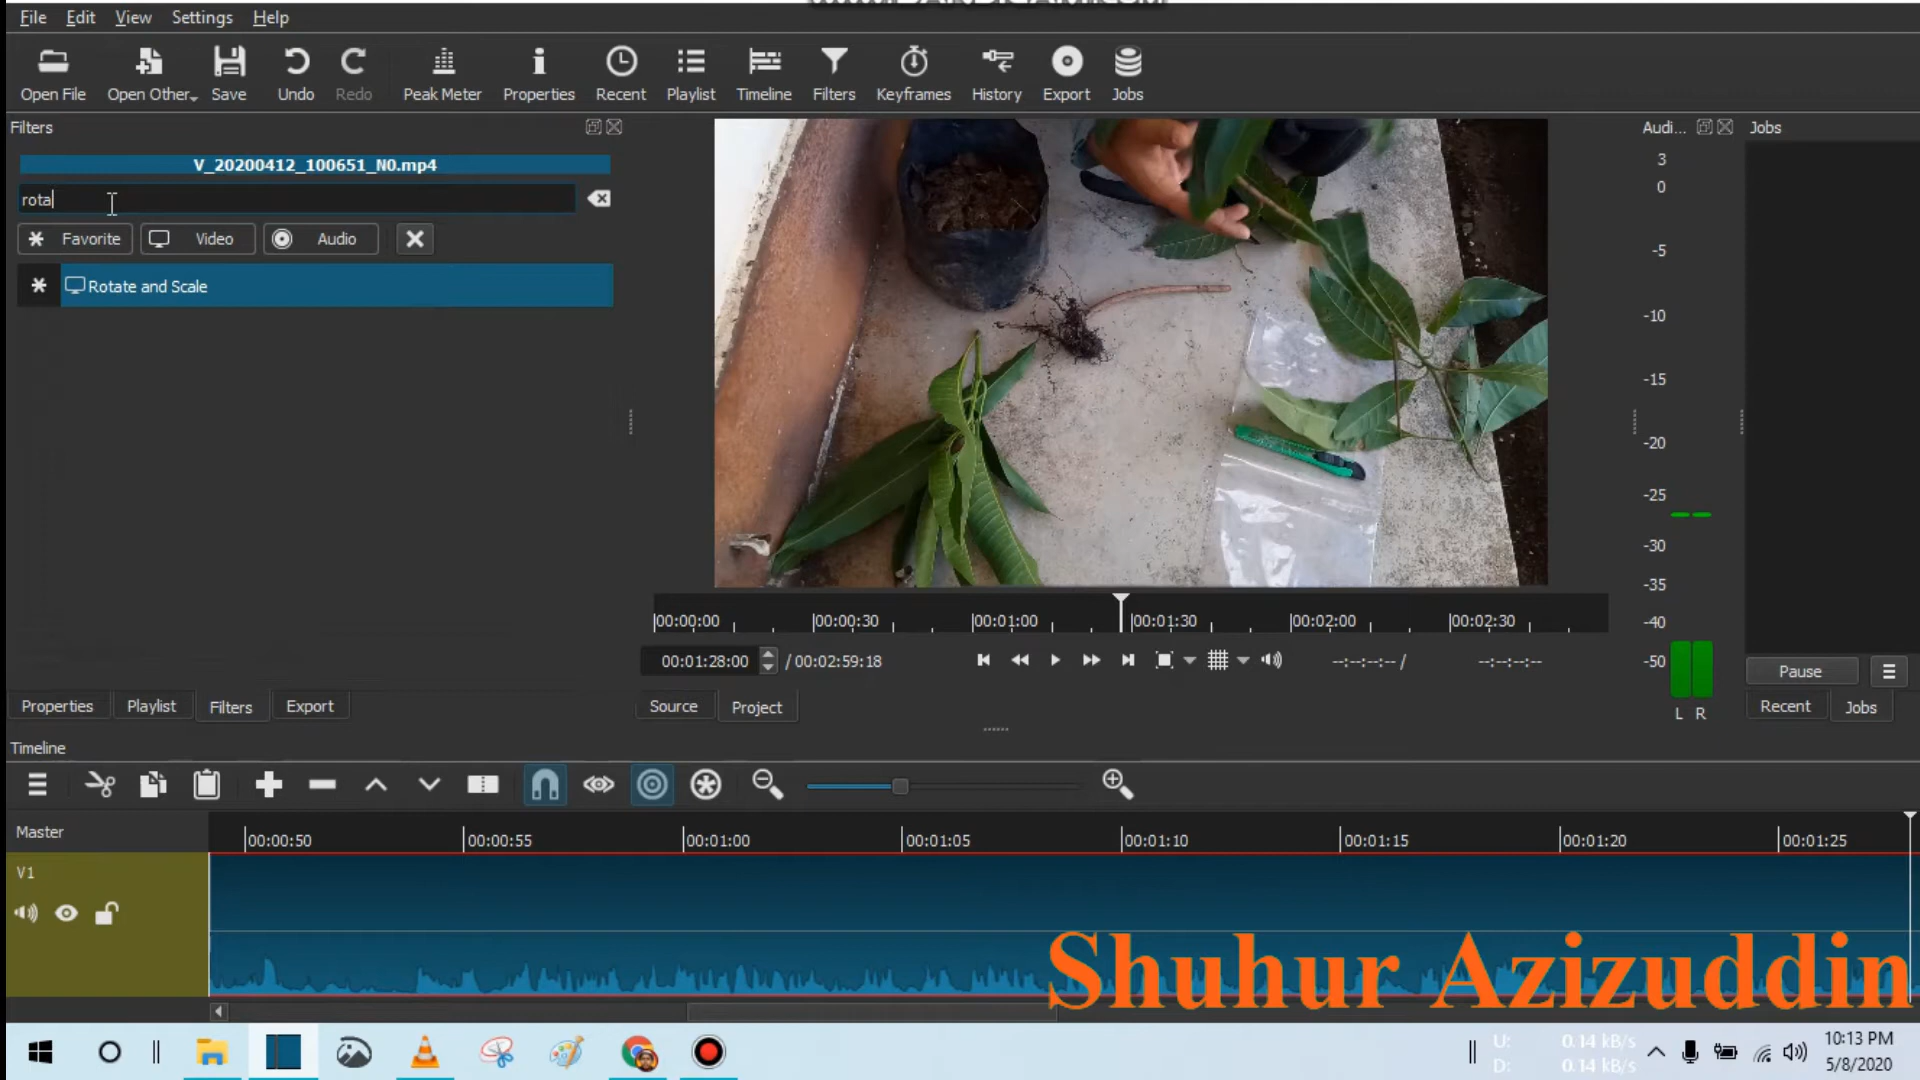 File Edit View Settings Help
Open File Open Other... Save Undo Redo Peak Meter Properties Recent Playlist Timeline Filters Keyframes History Export Jobs
Filters
Audi... Jobs
V_20200412_100651_N0.mp4
rota
Favorite Video Audio
Rotate and Scale
3
0
-5
-10
-15
-20
-25
-30
-35
-40
-50
L R
00:00:00 00:00:30 00:01:00 00:01:30 00:02:00 00:02:30
00:01:28:00 / 00:02:59:18 --:--:--:-- / --:--:--:--
Pause
Properties Playlist Filters Export
Source Project
Recent Jobs
Timeline
Master
00:00:50 00:00:55 00:01:00 00:01:05 00:01:10 00:01:15 00:01:20 00:01:25
V1
Shuhur Azizuddin
U: 0.14 kB/s
D: 0.14 kB/s
10:13 PM
5/8/2020